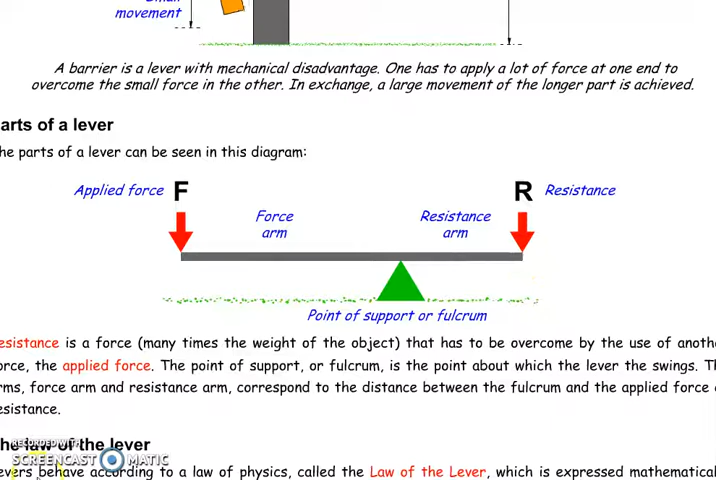 movement
A barrier is a lever with mechanical disadvantage. One has to apply a lot of force at one end to
overcome the small force in the other. In exchange, a large movement of the longer part is achieved.
arts of a lever
he parts of a lever can be seen in this diagram:
Applied force F R Resistance
Force arm
Resistance arm
Point of support or fulcrum
esistance is a force (many times the weight of the object) that has to be overcome by the use of anothe
orce, the applied force. The point of support, or fulcrum, is the point about which the lever the swings. Th
rms, force arm and resistance arm, correspond to the distance between the fulcrum and the applied force
esistance.
he law of the lever
RECORDED WITH
SCREENCAST MATIC
evers behave according to a law of physics, called the Law of the Lever, which is expressed mathematical